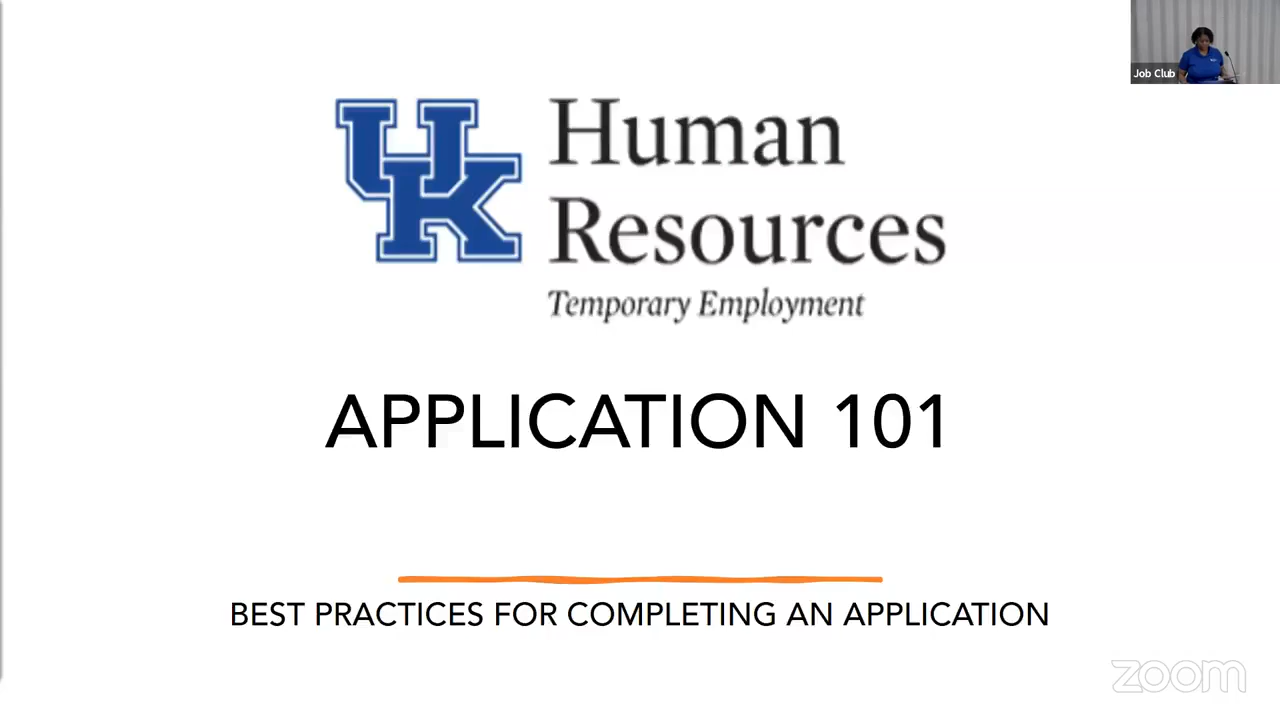 Job Club
UK
Human
Resources
Temporary Employment
APPLICATION 101
BEST PRACTICES FOR COMPLETING AN APPLICATION
zoom